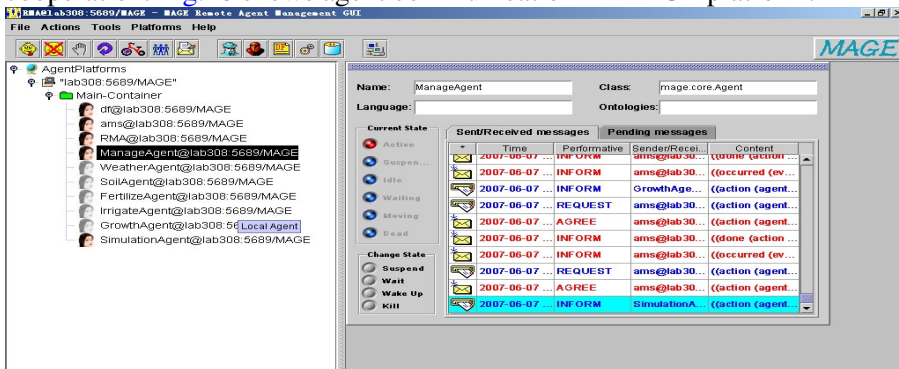 RMA@lab308:5689/MAGE - MAGE Remote Agent Management GUI
File Actions Tools Platforms Help
MAGE
AgentPlatforms
"lab308:5689/MAGE"
Main-Container
df@lab308:5689/MAGE
ams@lab308:5689/MAGE
RMA@lab308:5689/MAGE
ManageAgent@lab308:5689/MAGE
WeatherAgent@lab308:5689/MAGE
SoilAgent@lab308:5689/MAGE
FertilizeAgent@lab308:5689/MAGE
IrrigateAgent@lab308:5689/MAGE
GrowthAgent@lab308:56 Local Agent
SimulationAgent@lab308:5689/MAGE
Name: ManageAgent Class: mage.core.Agent
Language: Ontologies:
Current State
Active
Suspen...
Idle
Waiting
Moving
Dead
Change State
Suspend
Wait
Wake Up
Kill
Sent/Received messages Pending messages
* Time Performative Sender/Recei... Content
2007-06-07 ... INFORM ams@lab30... ((done (action ...
2007-06-07 ... INFORM ams@lab30... ((occurred (ev...
2007-06-07 ... INFORM GrowthAge... ((action (agent...
2007-06-07 ... REQUEST ams@lab30... ((action (agent...
2007-06-07 ... AGREE ams@lab30... ((action (agent...
2007-06-07 ... INFORM ams@lab30... ((done (action ...
2007-06-07 ... INFORM ams@lab30... ((occurred (ev...
2007-06-07 ... REQUEST ams@lab30... ((action (agent...
2007-06-07 ... AGREE ams@lab30... ((action (agent...
2007-06-07 ... INFORM SimulationA... ((action (agent...